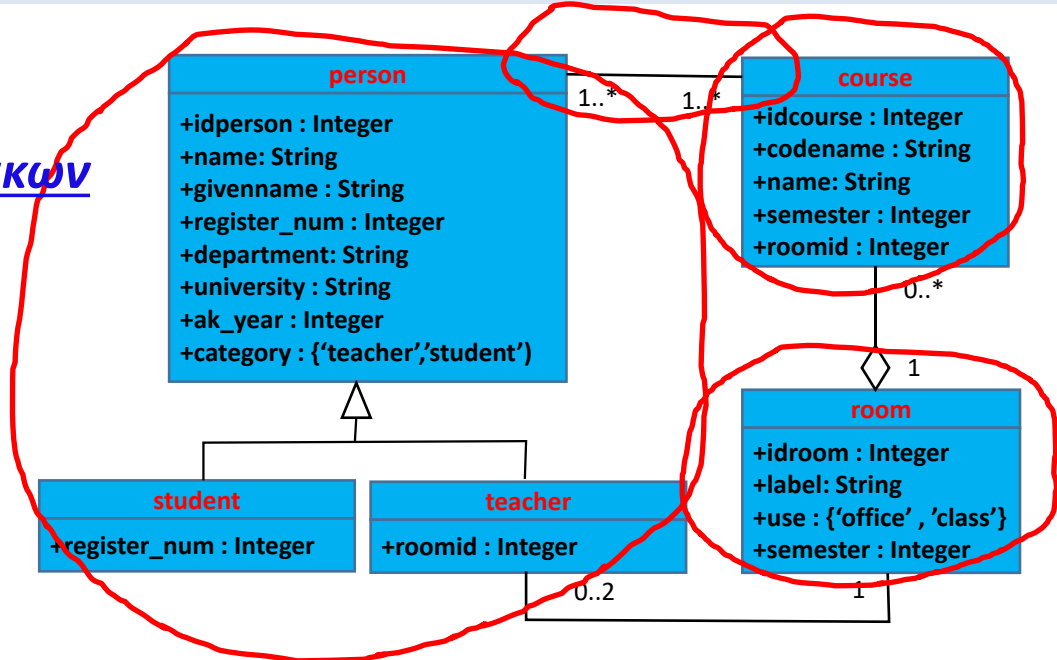 person
+idperson : Integer
+name: String
+givenname : String
+register_num : Integer
+department: String
+university : String
+ak_year : Integer
+category : {‘teacher’,’student’)
1..*
1..*
course
+idcourse : Integer
+codename : String
+name: String
+semester : Integer
+roomid : Integer
0..*
κων
1
room
+idroom : Integer
+label: String
+use : {‘office’ , ’class’}
+semester : Integer
student
+register_num : Integer
teacher
+roomid : Integer
0..2
1